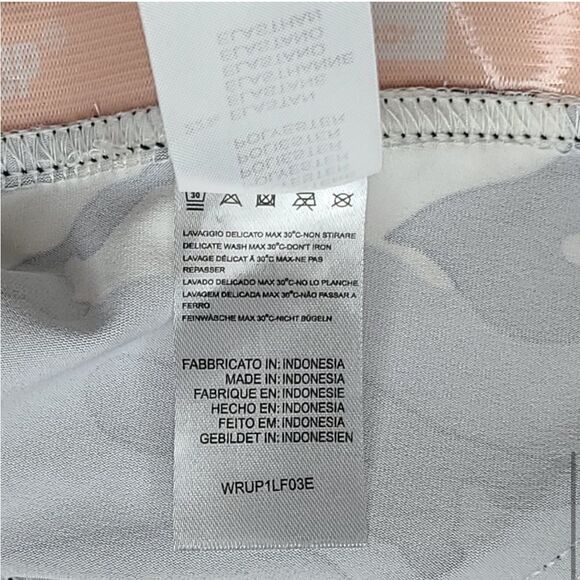 30
LAVAGGIO DELICATO MAX 30°C-NON STIRARE
DELICATE WASH MAX 30°C-DON'T IRON
LAVAGE DÉLICAT À 30°C MAX-NE PAS
REPASSER
LAVADO DELICADO MAX 30°C-NO LO PLANCHE
LAVAGEM DELICADA MAX 30°C-NÃO PASSAR A
FERRO
FEINWÄSCHE MAX 30°C-NICHT BÜGELN
FABBRICATO IN: INDONESIA
MADE IN: INDONESIA
FABRIQUE EN: INDONESIE
HECHO EN: INDONESIA
FEITO EM: INDONESIA
GEBILDET IN: INDONESIEN
WRUP1LF03E